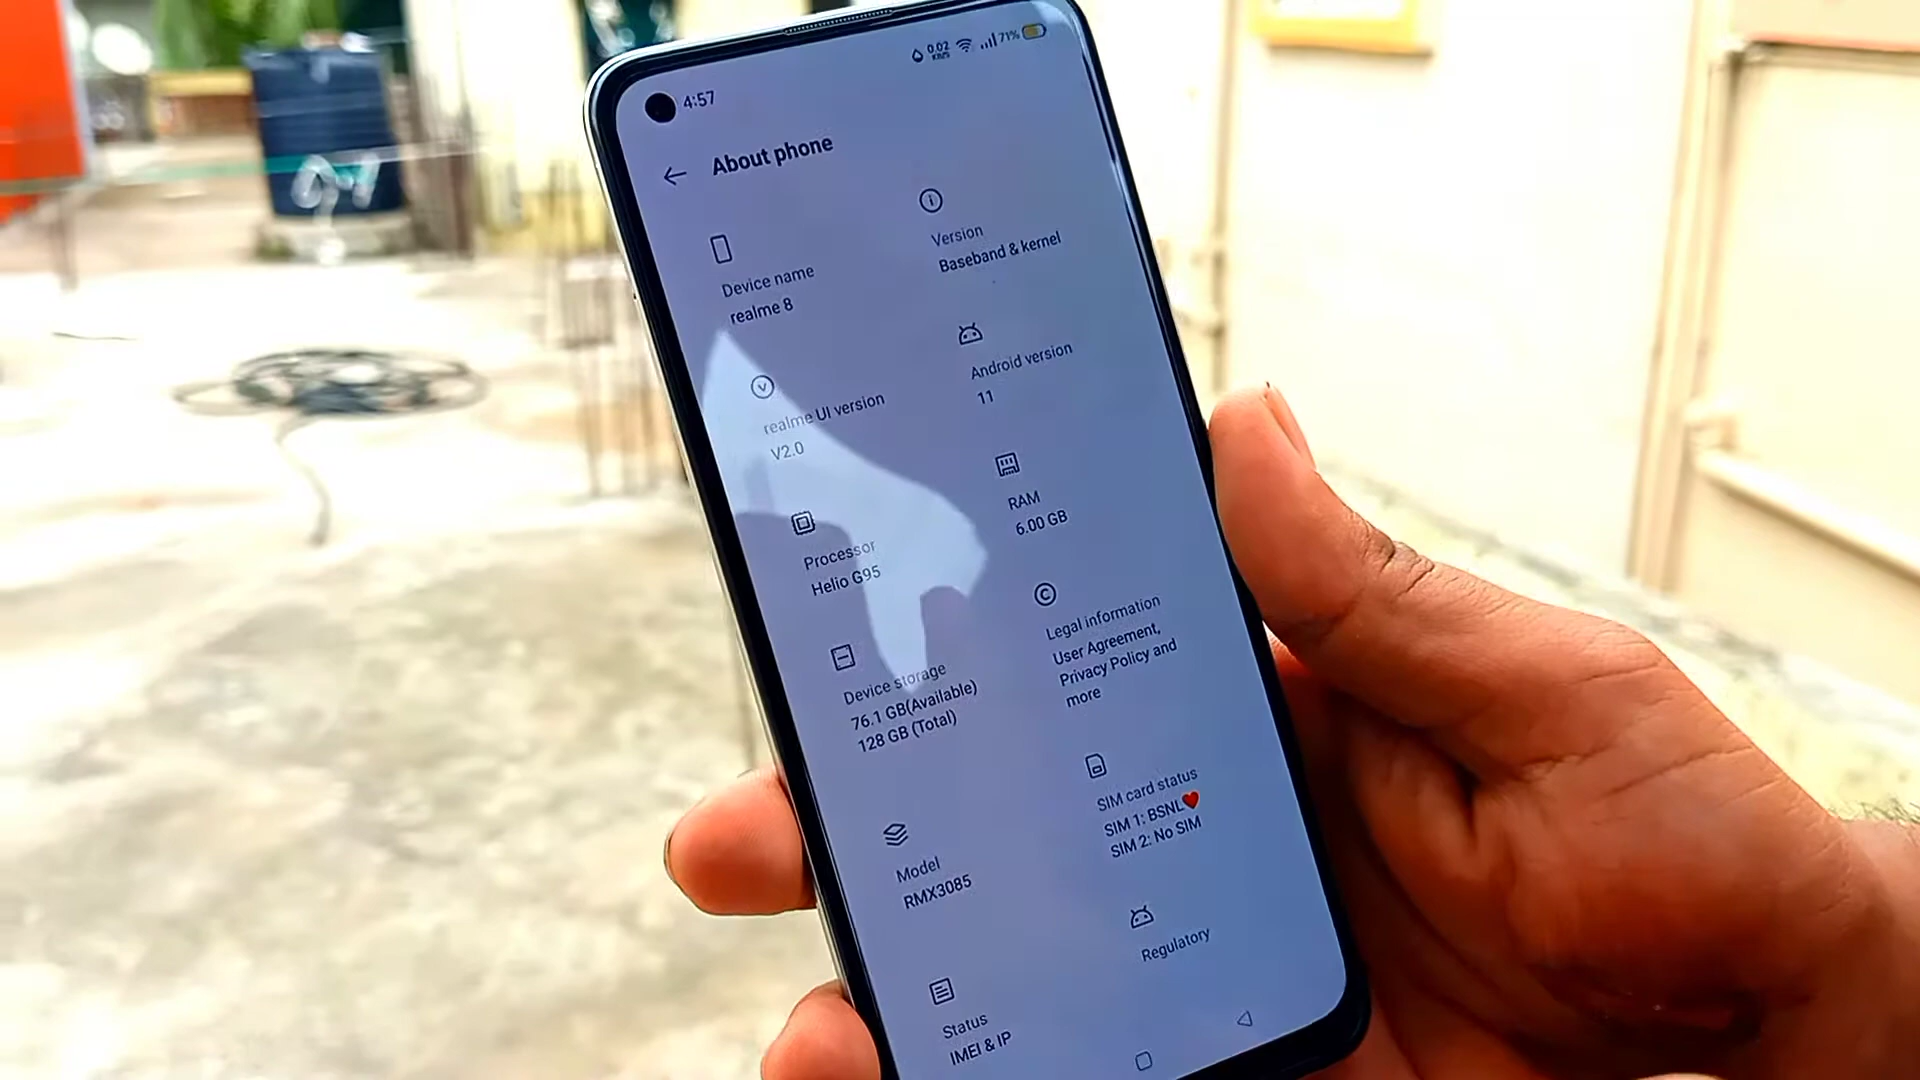 4:57
0.02
KB/S
71%
About phone
Device name
realme 8
Version
Baseband & kernel
realme UI version
V2.0
Android version
11
Processor
Helio G95
RAM
6.00 GB
Device storage
76.1 GB(Available)
128 GB (Total)
Legal information
User Agreement,
Privacy Policy and
more
Model
RMX3085
SIM card status
SIM 1: BSNL❤️
SIM 2: No SIM
Status
IMEI & IP
Regulatory